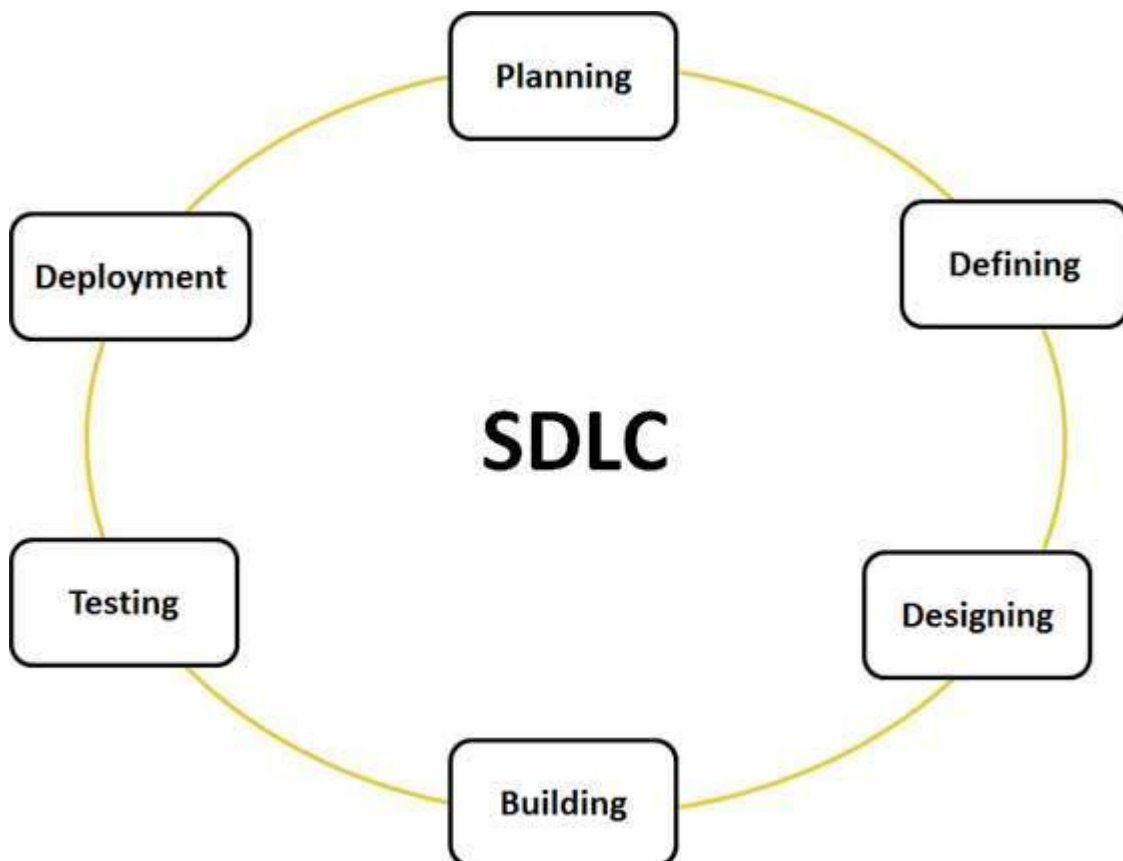 Planning
Defining
Deployment
SDLC
Testing
Designing
Building